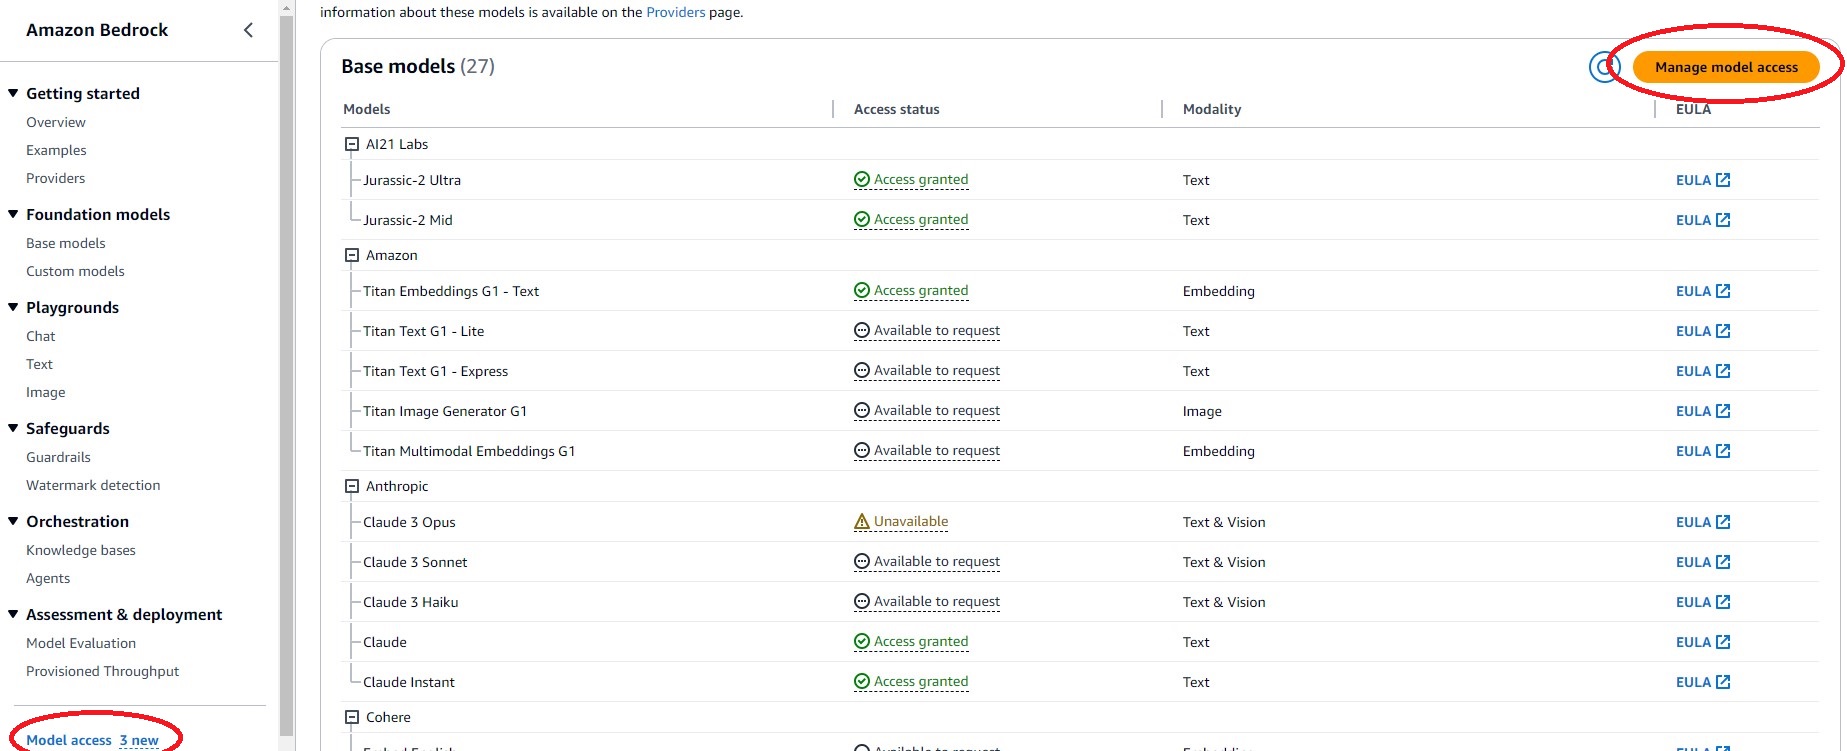 Amazon Bedrock
Getting started
Overview
Examples
Providers
Foundation models
Base models
Custom models
Playgrounds
Chat
Text
Image
Safeguards
Guardrails
Watermark detection
Orchestration
Knowledge bases
Agents
Assessment & deployment
Model Evaluation
Provisioned Throughput
Model access 3 new
information about these models is available on the Providers page.
Base models (27)
Manage model access
Models Access status Modality EULA
AI21 Labs
Jurassic-2 Ultra Access granted Text EULA
Jurassic-2 Mid Access granted Text EULA
Amazon
Titan Embeddings G1 - Text Access granted Embedding EULA
Titan Text G1 - Lite Available to request Text EULA
Titan Text G1 - Express Available to request Text EULA
Titan Image Generator G1 Available to request Image EULA
Titan Multimodal Embeddings G1 Available to request Embedding EULA
Anthropic
Claude 3 Opus Unavailable Text & Vision EULA
Claude 3 Sonnet Available to request Text & Vision EULA
Claude 3 Haiku Available to request Text & Vision EULA
Claude Access granted Text EULA
Claude Instant Access granted Text EULA
Cohere